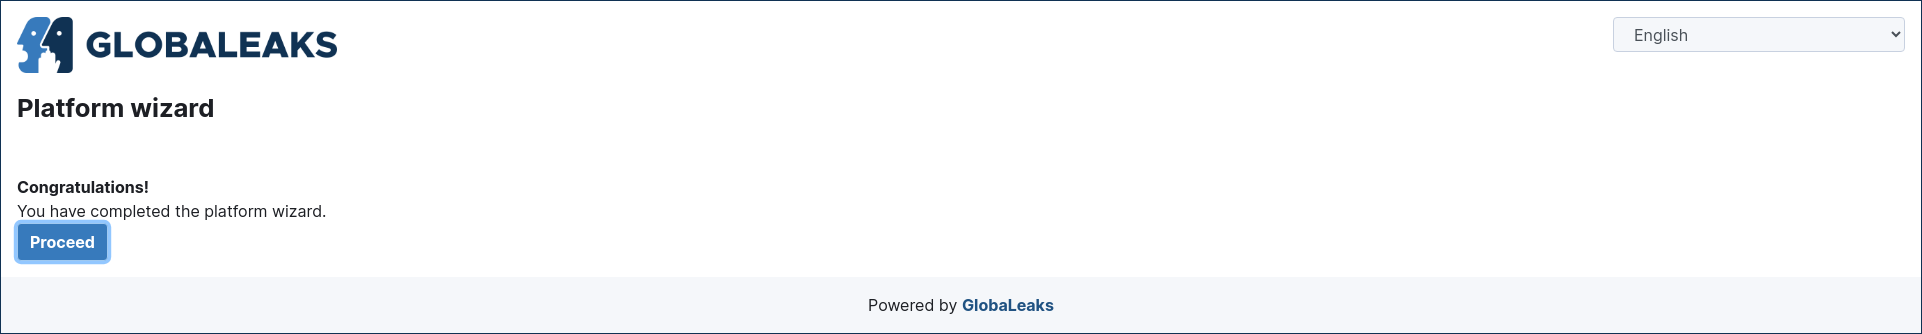 GLOBALEAKS
English
Platform wizard
Congratulations!
You have completed the platform wizard.
Proceed
Powered by GlobaLeaks